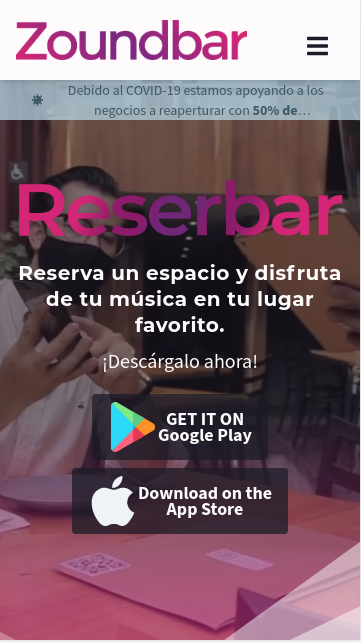 Zoundbar
Debido al COVID-19 estamos apoyando a los
negocios a reaperturar con 50% de…
Reserbar
Reserva un espacio y disfruta
de tu música en tu lugar
favorito.
¡Descárgalo ahora!
GET IT ON
Google Play
Download on the
App Store